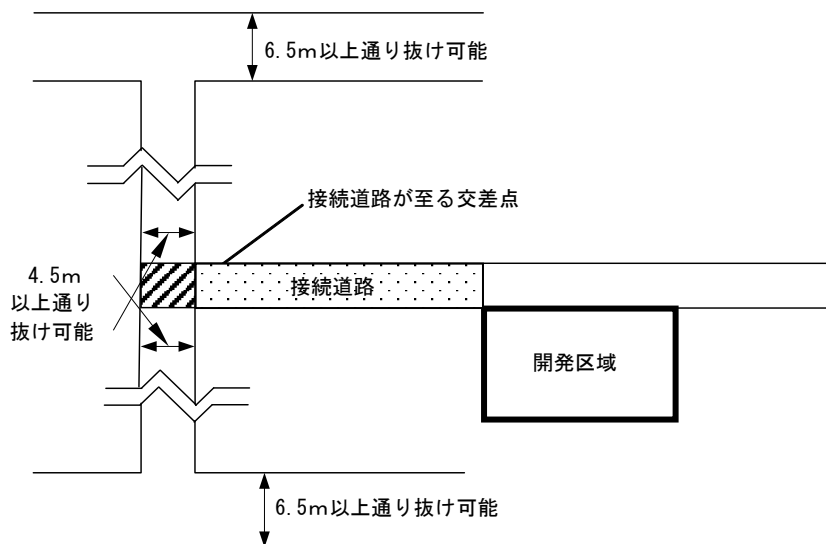 6.5m以上通り抜け可能
接続道路が至る交差点
4.5m
以上通り
抜け可能
接続道路
開発区域
6.5m以上通り抜け可能